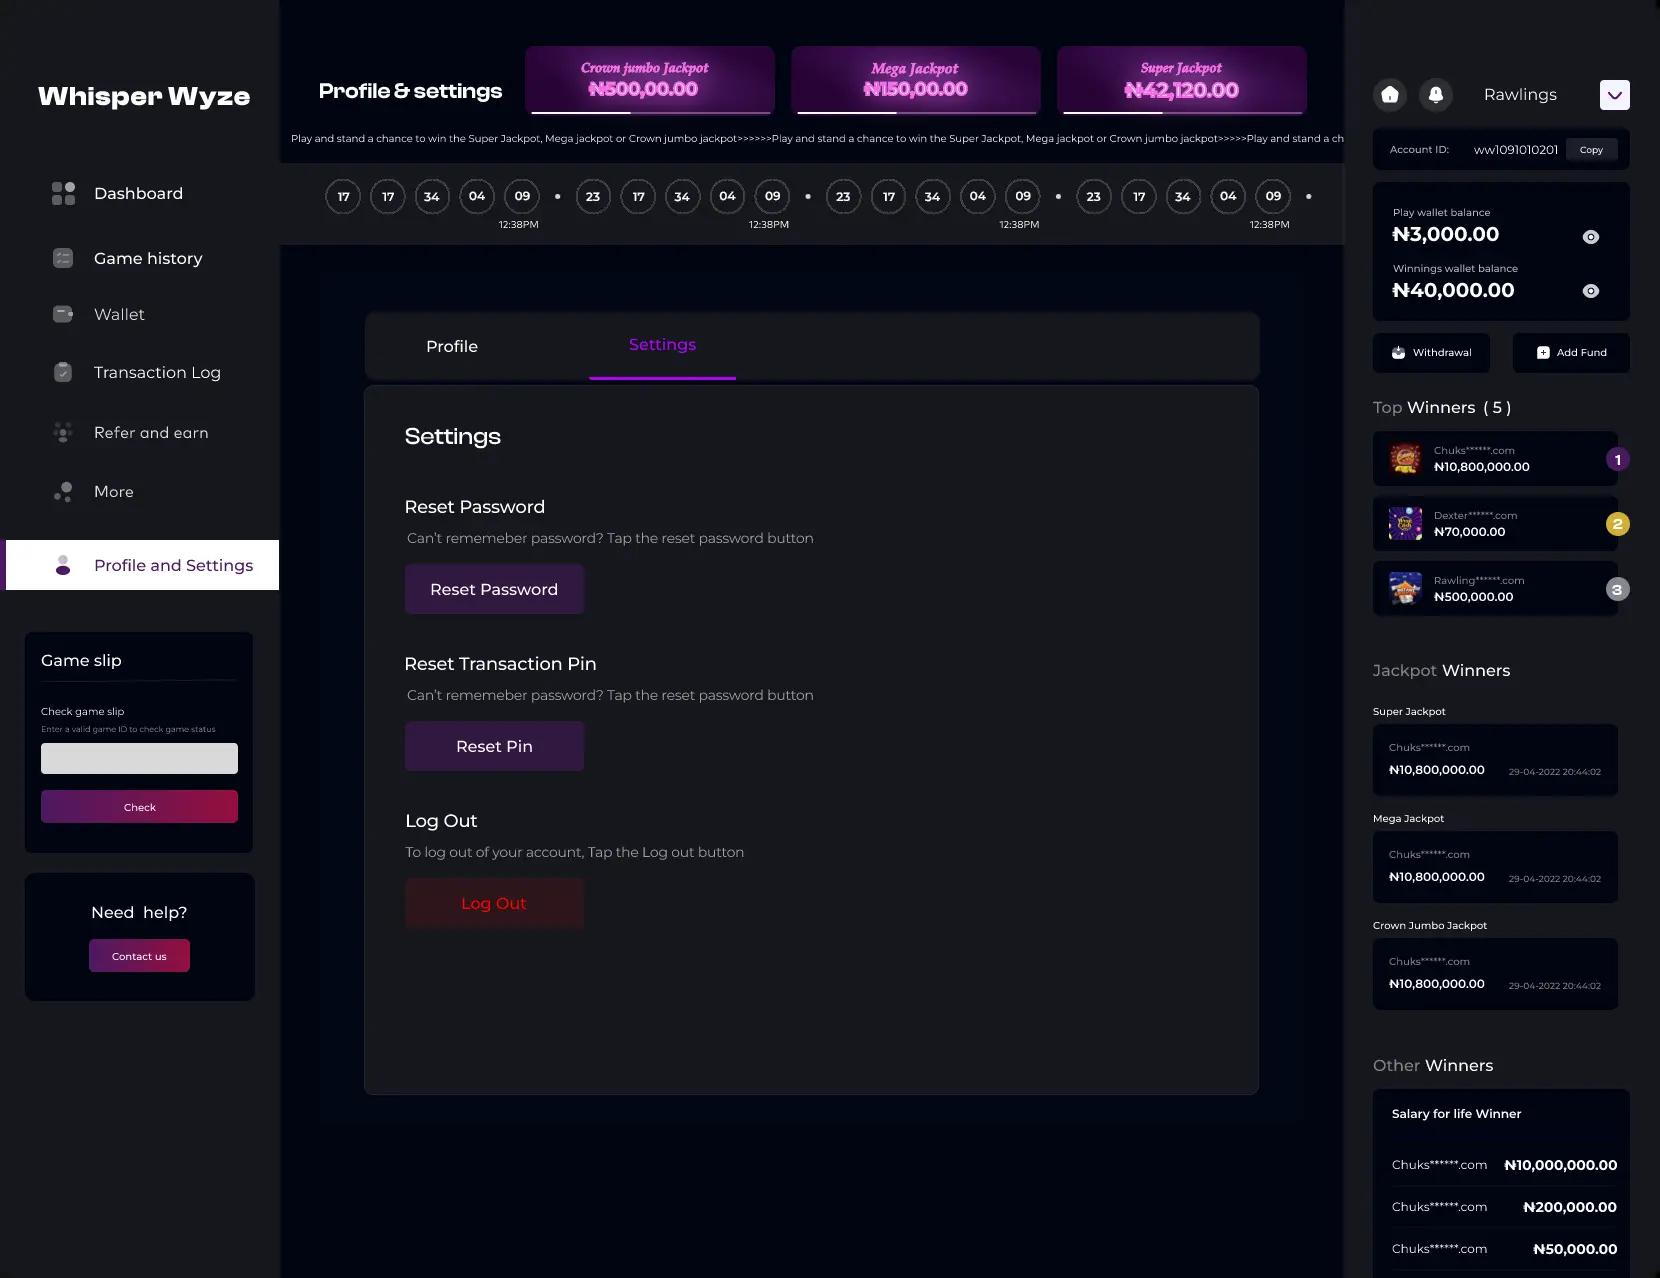 Whisper Wyze
Dashboard
Game history
Wallet
Transaction Log
Refer and earn
More
Profile and Settings
Game slip
Check game slip
Enter a valid game ID to check game status
Check
Need help?
Contact us
Profile & settings
Crown jumbo Jackpot
₦500,00.00
Mega Jackpot
₦150,00.00
Super Jackpot
₦42,120.00
Play and stand a chance to win the Super Jackpot, Mega jackpot or Crown jumbo jackpot>>>>>>Play and stand a chance to win the Super Jackpot, Mega jackpot or Crown jumbo jackpot>>>>>Play and stand a ch
17 17 34 04 09 • 23 17 34 04 09 • 23 17 34 04 09 • 23 17 34 04 09 •
12:38PM 12:38PM 12:38PM 12:38PM
Profile Settings
Settings
Reset Password
Can't rememeber password? Tap the reset password button
Reset Password
Reset Transaction Pin
Can't rememeber password? Tap the reset password button
Reset Pin
Log Out
To log out of your account, Tap the Log out button
Log Out
Rawlings
Account ID: ww1091010201 Copy
Play wallet balance
₦3,000.00
Winnings wallet balance
₦40,000.00
Withdrawal Add Fund
Top Winners ( 5 )
Chuks******.com
₦10,800,000.00
1
Dexter******.com
₦70,000.00
2
Rawling******.com
₦500,000.00
3
Jackpot Winners
Super Jackpot
Chuks******.com
₦10,800,000.00 29-04-2022 20:44:02
Mega Jackpot
Chuks******.com
₦10,800,000.00 29-04-2022 20:44:02
Crown Jumbo Jackpot
Chuks******.com
₦10,800,000.00 29-04-2022 20:44:02
Other Winners
Salary for life Winner
Chuks******.com ₦10,000,000.00
Chuks******.com ₦200,000.00
Chuks******.com ₦50,000.00